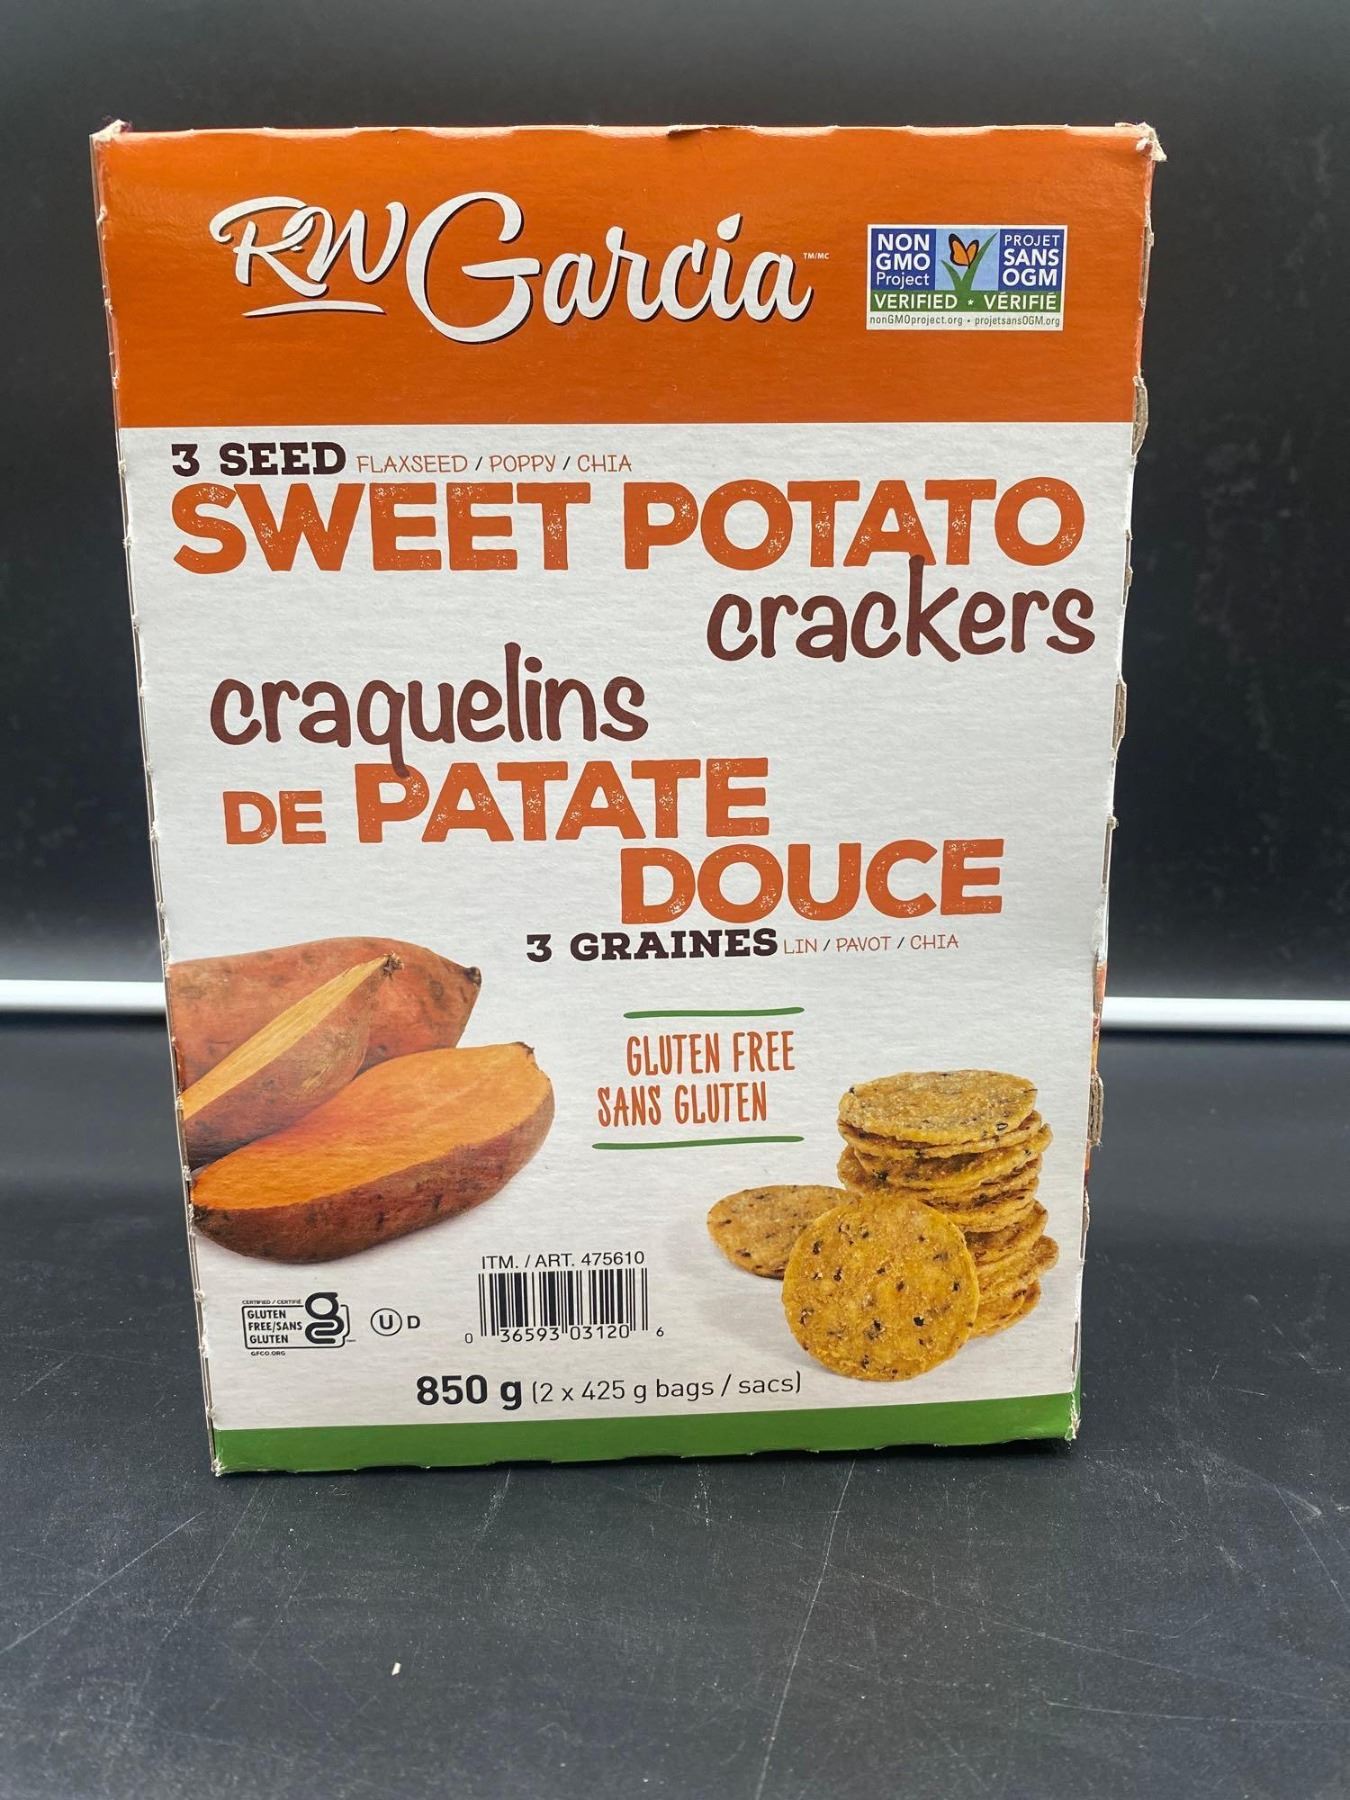 RW Garcia TM/MC
NON GMO Project
PROJET SANS OGM
VERIFIED • VÉRIFIÉ
nonGMOproject.org • projetsansOGM.org
3 SEED FLAXSEED / POPPY / CHIA
SWEET POTATO
crackers
craquelins
DE PATATE
DOUCE
3 GRAINES LIN / PAVOT / CHIA
GLUTEN FREE
SANS GLUTEN
ITM. / ART. 475610
CERTIFIED / CERTIFIÉ
GLUTEN
FREE/SANS
GLUTEN
GFCO.ORG
U D
0 36593 03120 6
850 g (2 x 425 g bags / sacs)